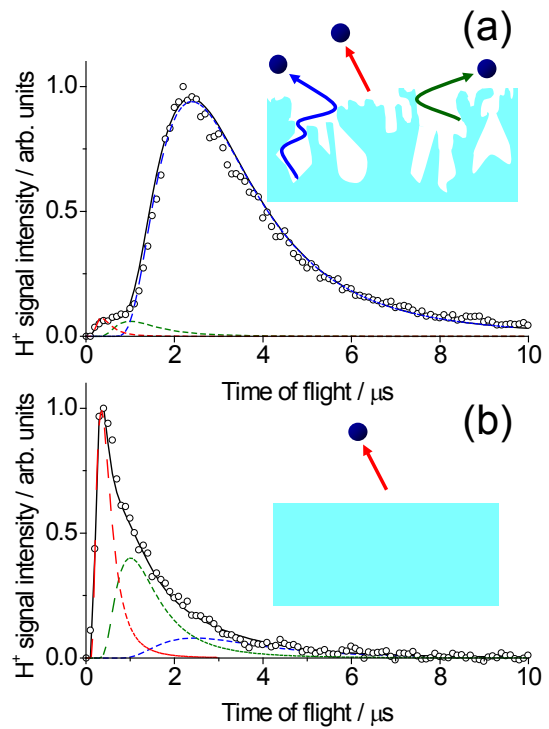 (a)
1.0
0.5
0.0
H⁺ signal intensity / arb. units
0 2 4 6 8 10
Time of flight / μs
(b)
1.0
0.5
0.0
H⁺ signal intensity / arb. units
0 2 4 6 8 10
Time of flight / μs